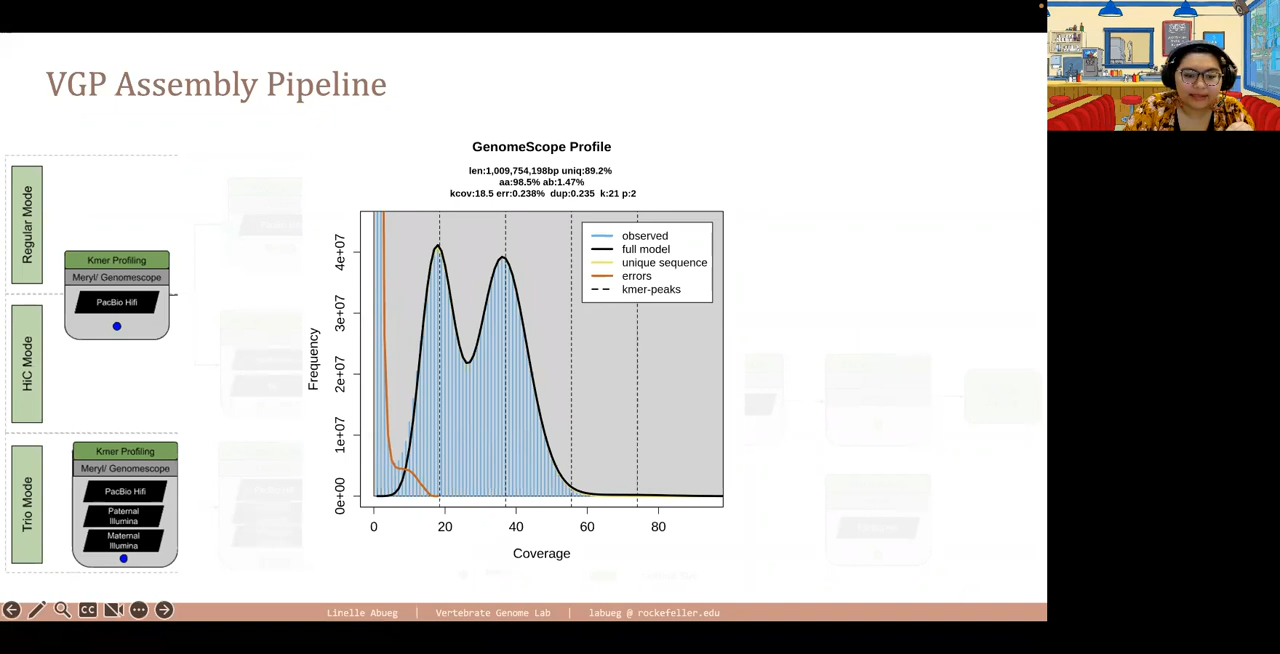 VGP Assembly Pipeline
Regular Mode
Kmer Profiling
Meryl/ Genomescope
PacBio Hifi
HiC Mode
Trio Mode
Kmer Profiling
Meryl/ Genomescope
PacBio Hifi
Paternal
Illumina
Maternal
Illumina
GenomeScope Profile
len:1,009,754,198bp uniq:89.2%
aa:98.5% ab:1.47%
kcov:18.5 err:0.238% dup:0.235 k:21 p:2
observed
full model
unique sequence
errors
kmer-peaks
Frequency
4e+07
3e+07
2e+07
1e+07
0e+00
0 20 40 60 80
Coverage
CC
Linelle Abueg | Vertebrate Genome Lab | labueg @ rockefeller.edu